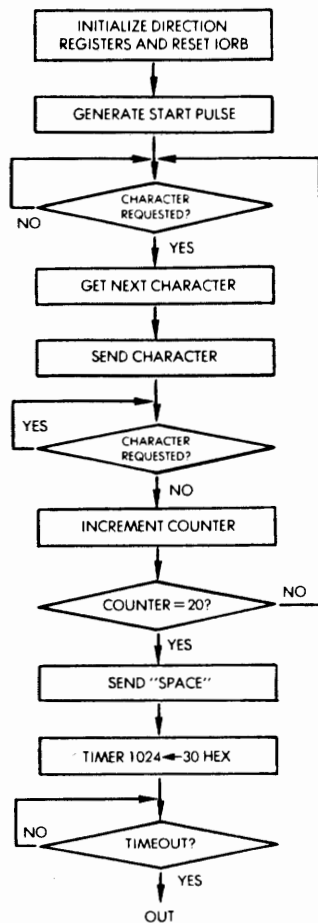 INITIALIZE DIRECTION
REGISTERS AND RESET IORB
GENERATE START PULSE
CHARACTER
REQUESTED?
NO
YES
GET NEXT CHARACTER
SEND CHARACTER
YES
CHARACTER
REQUESTED?
NO
INCREMENT COUNTER
COUNTER = 20?
NO
YES
SEND "SPACE"
TIMER 1024←30 HEX
NO
TIMEOUT?
YES
OUT